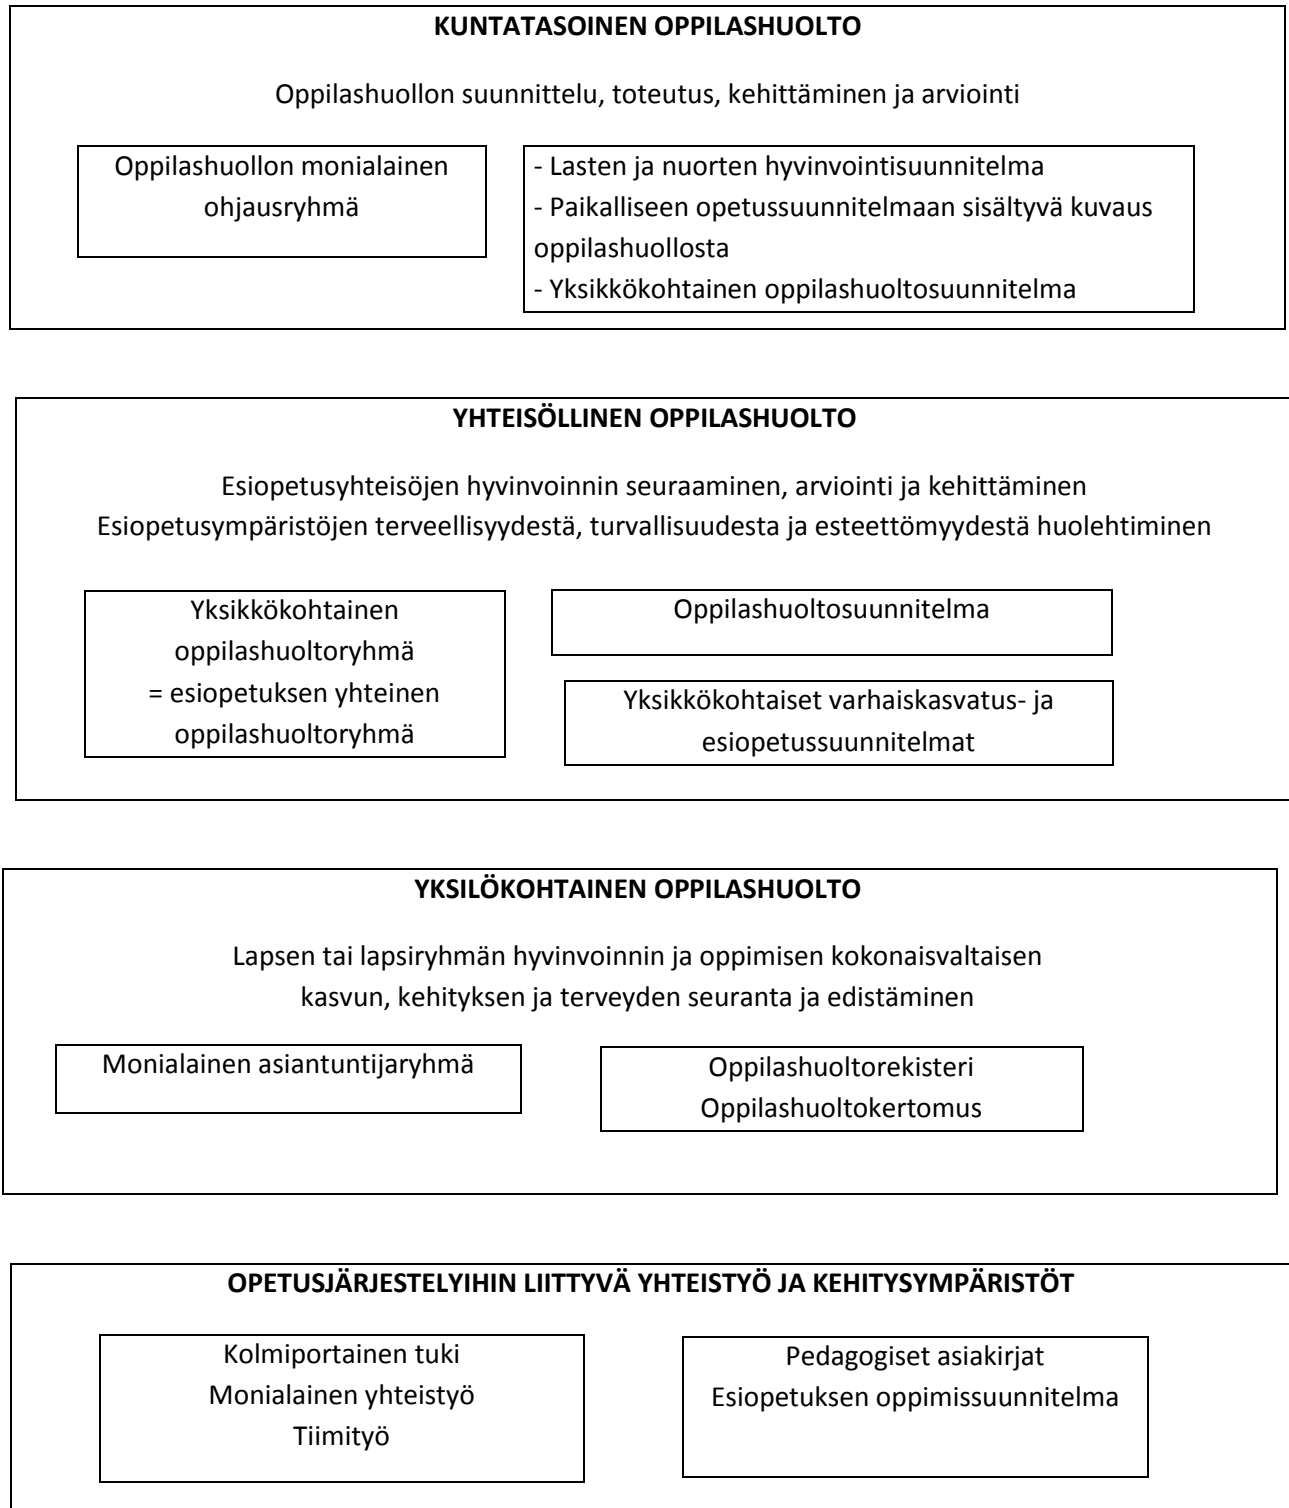 KUNTATASOINEN OPPILASHUOLTO
Oppilashuollon suunnittelu, toteutus, kehittäminen ja arviointi
Oppilashuollon monialainen
ohjausryhmä
- Lasten ja nuorten hyvinvointisuunnitelma
- Paikalliseen opetussuunnitelmaan sisältyvä kuvaus
oppilashuollosta
- Yksikkökohtainen oppilashuoltosuunnitelma
YHTEISÖLLINEN OPPILASHUOLTO
Esiopetusyhteisöjen hyvinvoinnin seuraaminen, arviointi ja kehittäminen
Esiopetusympäristöjen terveellisyydestä, turvallisuudesta ja esteettömyydestä huolehtiminen
Yksikkökohtainen
oppilashuoltoryhmä
= esiopetuksen yhteinen
oppilashuoltoryhmä
Oppilashuoltosuunnitelma
Yksikkökohtaiset varhaiskasvatus- ja
esiopetussuunnitelmat
YKSILÖKOHTAINEN OPPILASHUOLTO
Lapsen tai lapsiryhmän hyvinvoinnin ja oppimisen kokonaisvaltaisen
kasvun, kehityksen ja terveyden seuranta ja edistäminen
Monialainen asiantuntijaryhmä
Oppilashuoltorekisteri
Oppilashuoltokertomus
OPETUSJÄRJESTELYIHIN LIITTYVÄ YHTEISTYÖ JA KEHITYSYMPÄRISTÖT
Kolmiportainen tuki
Monialainen yhteistyö
Tiimityö
Pedagogiset asiakirjat
Esiopetuksen oppimissuunnitelma